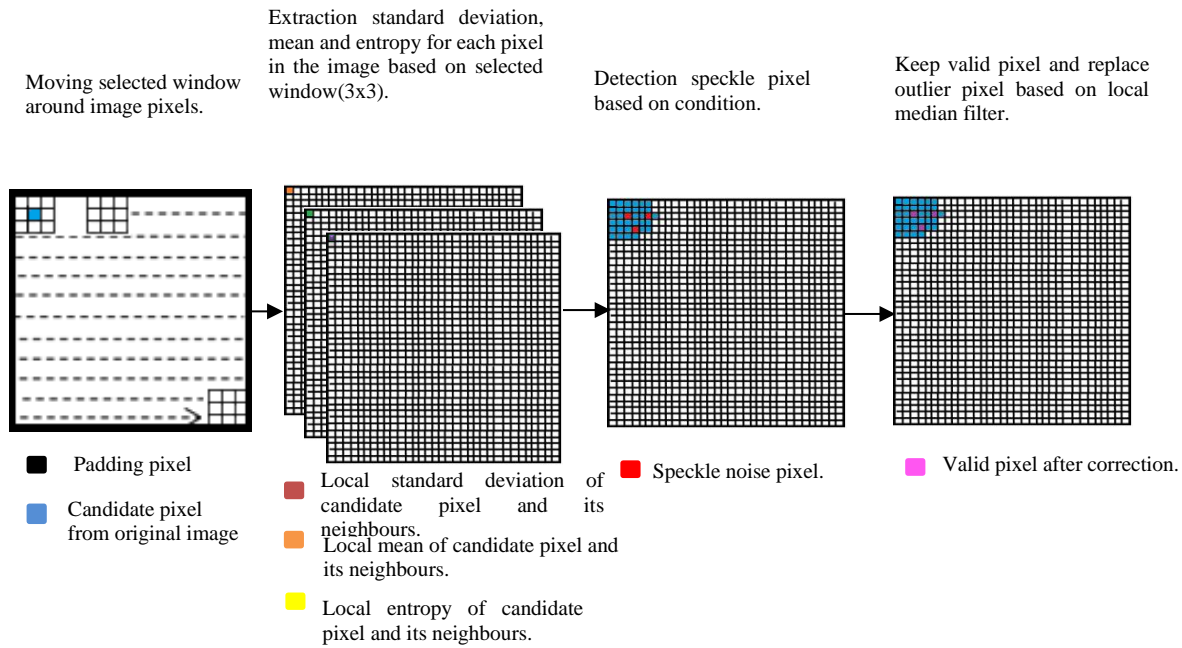 Moving selected window
around image pixels.
Extraction standard deviation,
mean and entropy for each pixel
in the image based on selected
window(3x3).
Detection speckle pixel
based on condition.
Keep valid pixel and replace
outlier pixel based on local
median filter.
Padding pixel
Candidate pixel
from original image
Local standard deviation of
candidate pixel and its
neighbours.
Local mean of candidate pixel and
its neighbours.
Local entropy of candidate
pixel and its neighbours.
Speckle noise pixel.
Valid pixel after correction.